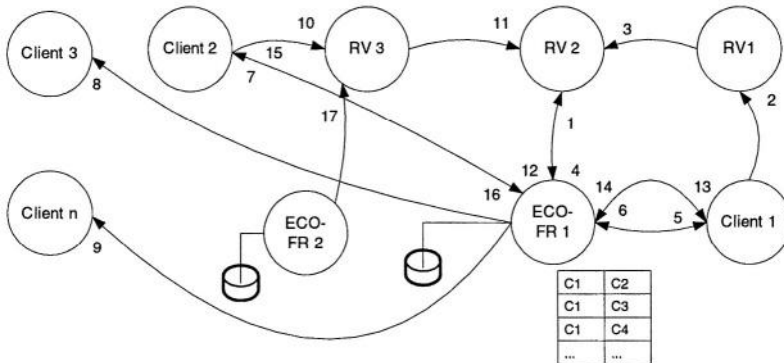 10
11
3
Client 3
Client 2
15
RV 3
RV 2
RV1
7
8
2
17
1
12
4
16
14
13
Client n
ECO-
FR 2
ECO-
FR 1
6
5
Client 1
9
C1 C2
C1 C3
C1 C4
... ...